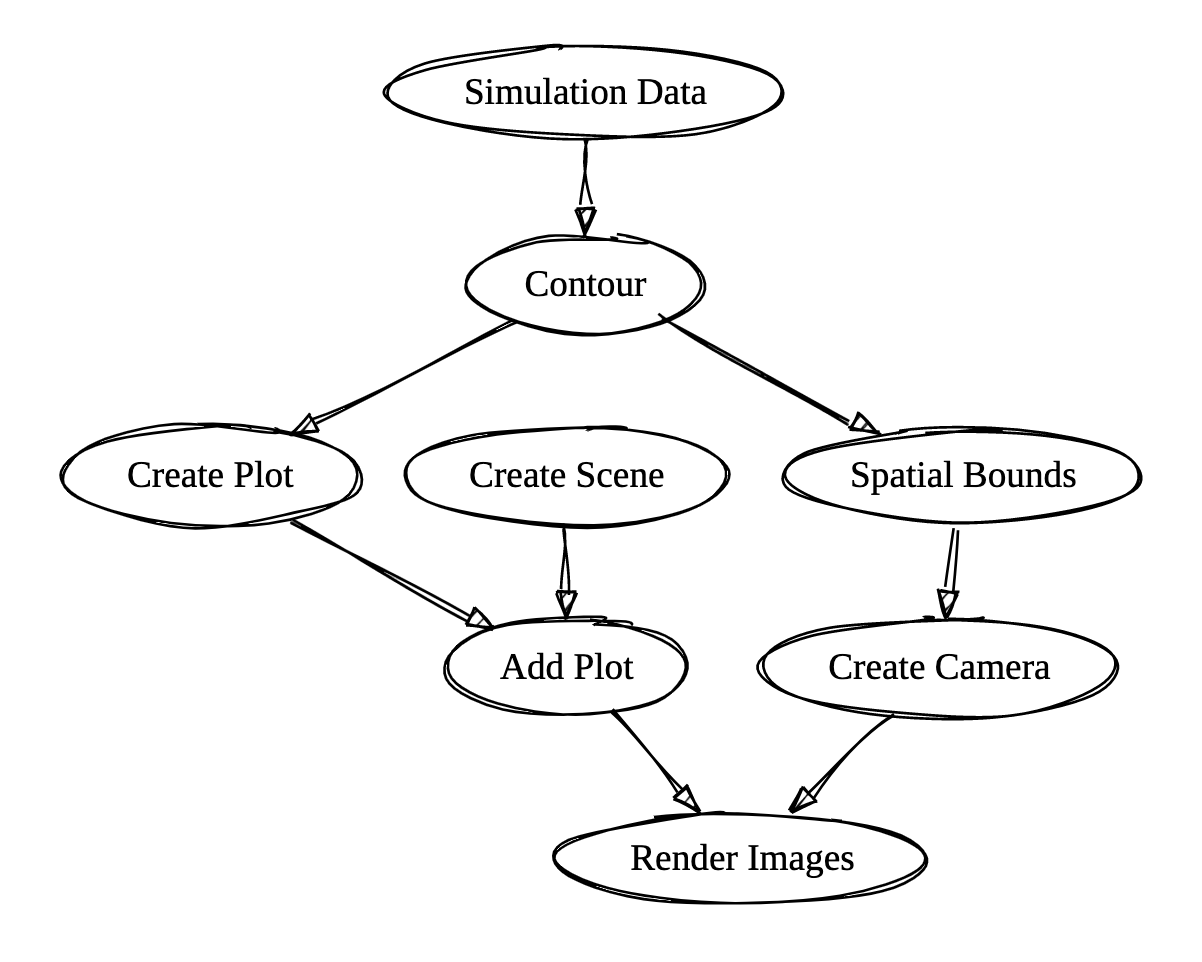 Simulation Data
Contour
Create Plot
Create Scene
Spatial Bounds
Add Plot
Create Camera
Render Images